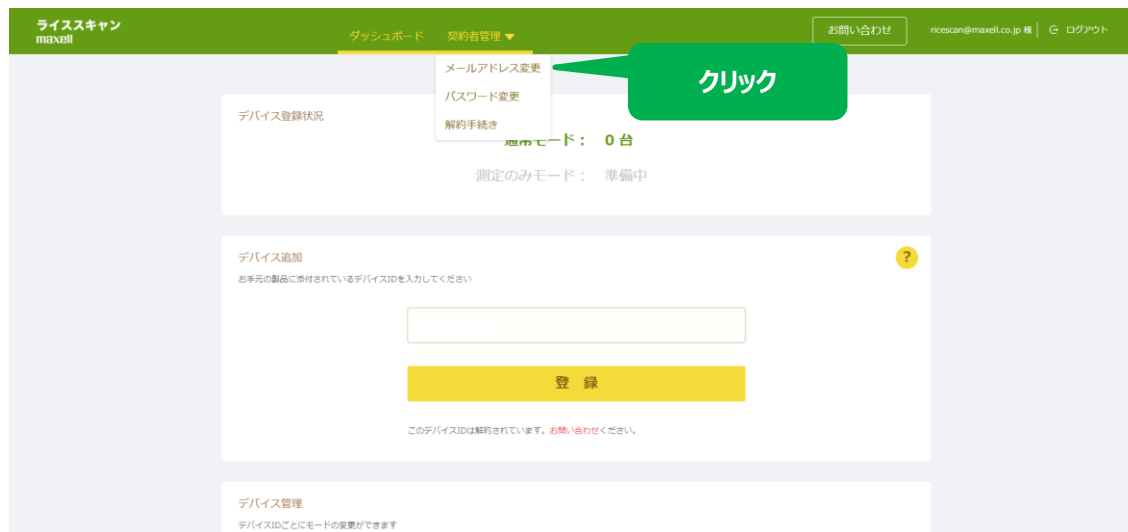 ライススキャン
maxell
ダッシュボード 契約者管理 ▼ お問い合わせ ricescan@maxell.co.jp 様 ログアウト
メールアドレス変更
パスワード変更
解約手続き
クリック
デバイス登録状況
通常モード： 0 台
測定のみモード： 準備中
デバイス追加
お手元の製品に添付されているデバイスIDを入力してください
?
登 録
このデバイスIDは解約されています。お問い合わせください。
デバイス管理
デバイスIDごとにモードの変更ができます